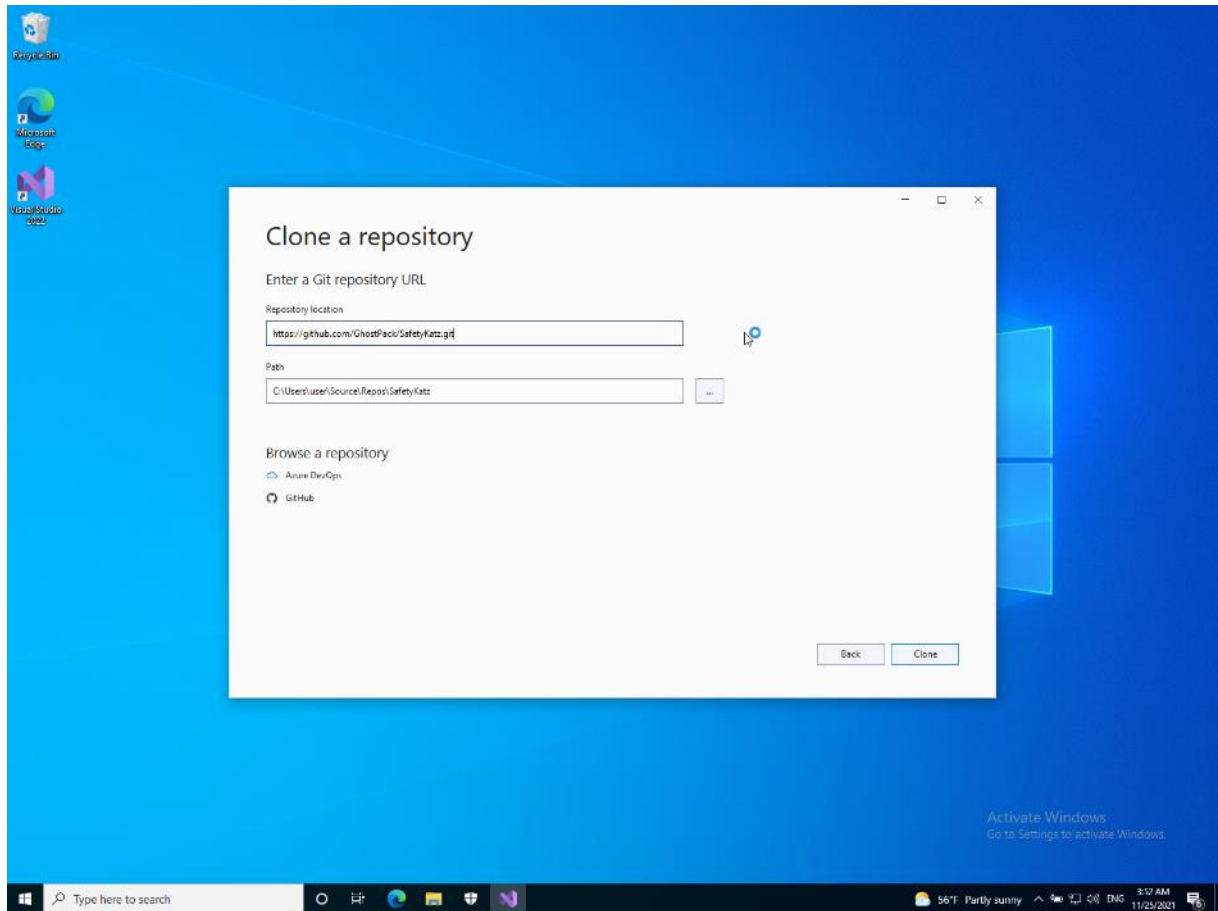 Recycle Bin
Microsoft
Edge
Visual Studio
2022
Clone a repository
Enter a Git repository URL
Repository location
https://github.com/GhostPack/SafetyKatz.git
Path
C:\Users\user\Source\Repos\SafetyKatz
...
Browse a repository
Azure DevOps
GitHub
Back
Clone
Activate Windows
Go to Settings to activate Windows.
Type here to search
56°F Partly sunny
ENG
3:52 AM
11/25/2021
6